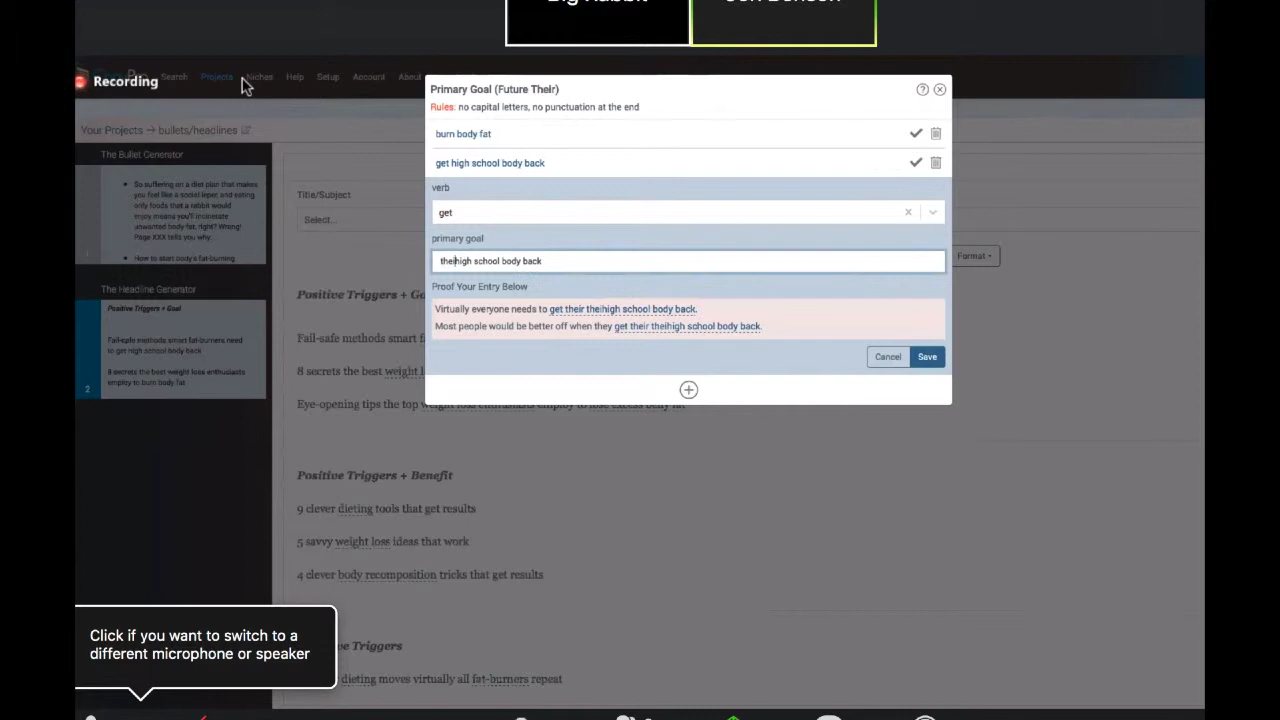 Big Rabbit
Jon Benson
Recording
Search
Projects
Niches
Help
Setup
Account
About
Your Projects → bullets/headlines
The Bullet Generator
• So suffering on a diet plan that makes
you feel like a social leper, and eating
only foods that a rabbit would
enjoy means you'll incinerate
unwanted body fat, right? Wrong!
Page XXX tells you why...
• How to start body's fat-burning
1
The Headline Generator
Positive Triggers + Goal
Fail-safe methods smart fat-burners need
to get high school body back
8 secrets the best weight loss enthusiasts
employ to burn body fat
2
Title/Subject
Select...
Format
Positive Triggers + Go
Fail-safe methods smart f
8 secrets the best weight l
Eye-opening tips the top weight loss enthusiasts employ to lose excess belly fat
Positive Triggers + Benefit
9 clever dieting tools that get results
5 savvy weight loss ideas that work
4 clever body recomposition tricks that get results
tive Triggers
dieting moves virtually all fat-burners repeat
Primary Goal (Future Their)
Rules: no capital letters, no punctuation at the end
burn body fat
get high school body back
verb
get
primary goal
theihigh school body back
Proof Your Entry Below
Virtually everyone needs to get their theihigh school body back.
Most people would be better off when they get their theihigh school body back.
Cancel
Save
Click if you want to switch to a
different microphone or speaker